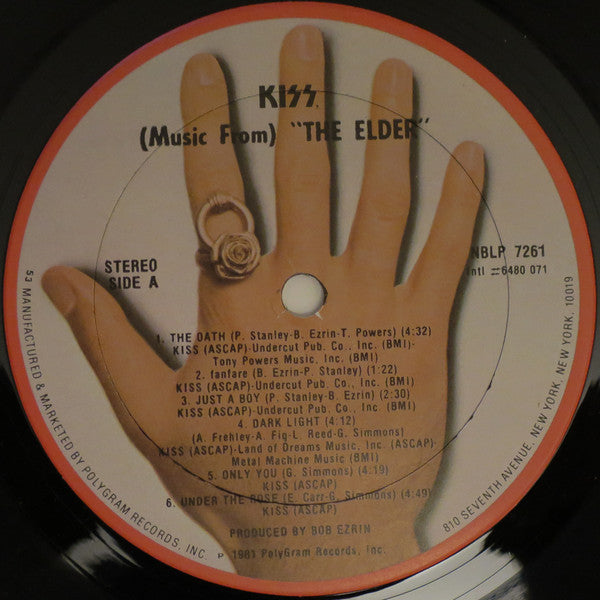 KISS
(Music From) "THE ELDER"
STEREO
SIDE A
NBLP 7261
Intl =6480 071
1. THE OATH (P. Stanley-B. Ezrin-T. Powers) (4:32)
KISS (ASCAP)-Undercut Pub. Co., Inc. (BMI)-
Tony Powers Music, Inc. (BMI)
2. fanfare (B. Ezrin-P. Stanley) (1:22)
KISS (ASCAP)-Undercut Pub. Co., Inc. (BMI)
3. JUST A BOY (P. Stanley-B. Ezrin) (2:30)
KISS (ASCAP)-Undercut Pub. Co., Inc (BMI)
4. DARK LIGHT (4:12)
(A. Frehley-A. Fig-L. Reed-G. Simmons)
KISS (ASCAP)-Land of Dreams Music, Inc. (ASCAP)-
Metal Machine Music (BMI)
5. ONLY YOU (G. Simmons) (4:19)
KISS (ASCAP)
6. UNDER THE ROSE (E. Carr-G. Simmons) (4:49)
KISS (ASCAP)
PRODUCED BY BOB EZRIN
℗ 1981 PolyGram Records, Inc.
53 MANUFACTURED & MARKETED BY POLYGRAM RECORDS, INC.
810 SEVENTH AVENUE, NEW YORK, NEW YORK, 10019